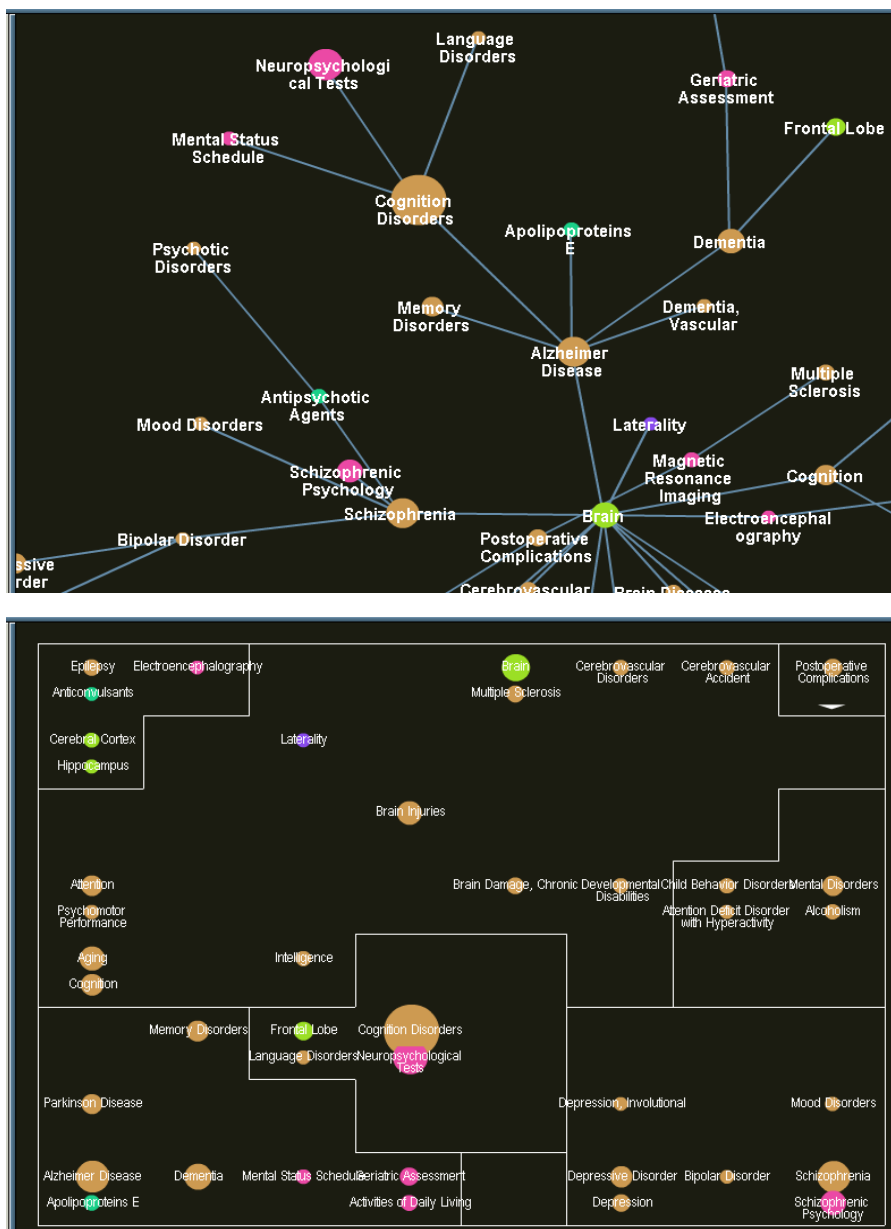 Language
Disorders
Neuropsychologi
cal Tests
Geriatric
Assessment
Frontal Lobe
Mental Status
Schedule
Cognition
Disorders
Apolipoproteins
E
Dementia
Psychotic
Disorders
Memory
Disorders
Dementia,
Vascular
Alzheimer
Disease
Multiple
Sclerosis
Antipsychotic
Agents
Mood Disorders
Laterality
Schizophrenic
Psychology
Magnetic
Resonance
Imaging
Cognition
Schizophrenia
Brain
Electroencephal
ography
Bipolar Disorder
Postoperative
Complications
ssive
rder
Cerebrovascular
Brain Diseases
Epilepsy
Electroencephalography
Brain
Cerebrovascular
Disorders
Cerebrovascular
Accident
Postoperative
Complications
Anticonvulsants
Multiple Sclerosis
Cerebral Cortex
Laterality
Hippocampus
Brain Injuries
Attention
Brain Damage, Chronic
Developmental
Disabilities
Child Behavior Disorders
Mental Disorders
Psychomotor
Performance
Attention Deficit Disorder
with Hyperactivity
Alcoholism
Aging
Intelligence
Cognition
Memory Disorders
Frontal Lobe
Cognition Disorders
Language Disorders
Neuropsychological
Tests
Parkinson Disease
Depression, Involutional
Mood Disorders
Alzheimer Disease
Dementia
Mental Status Schedule
Geriatric Assessment
Depressive Disorder
Bipolar Disorder
Schizophrenia
Apolipoproteins E
Activities of Daily Living
Depression
Schizophrenic
Psychology